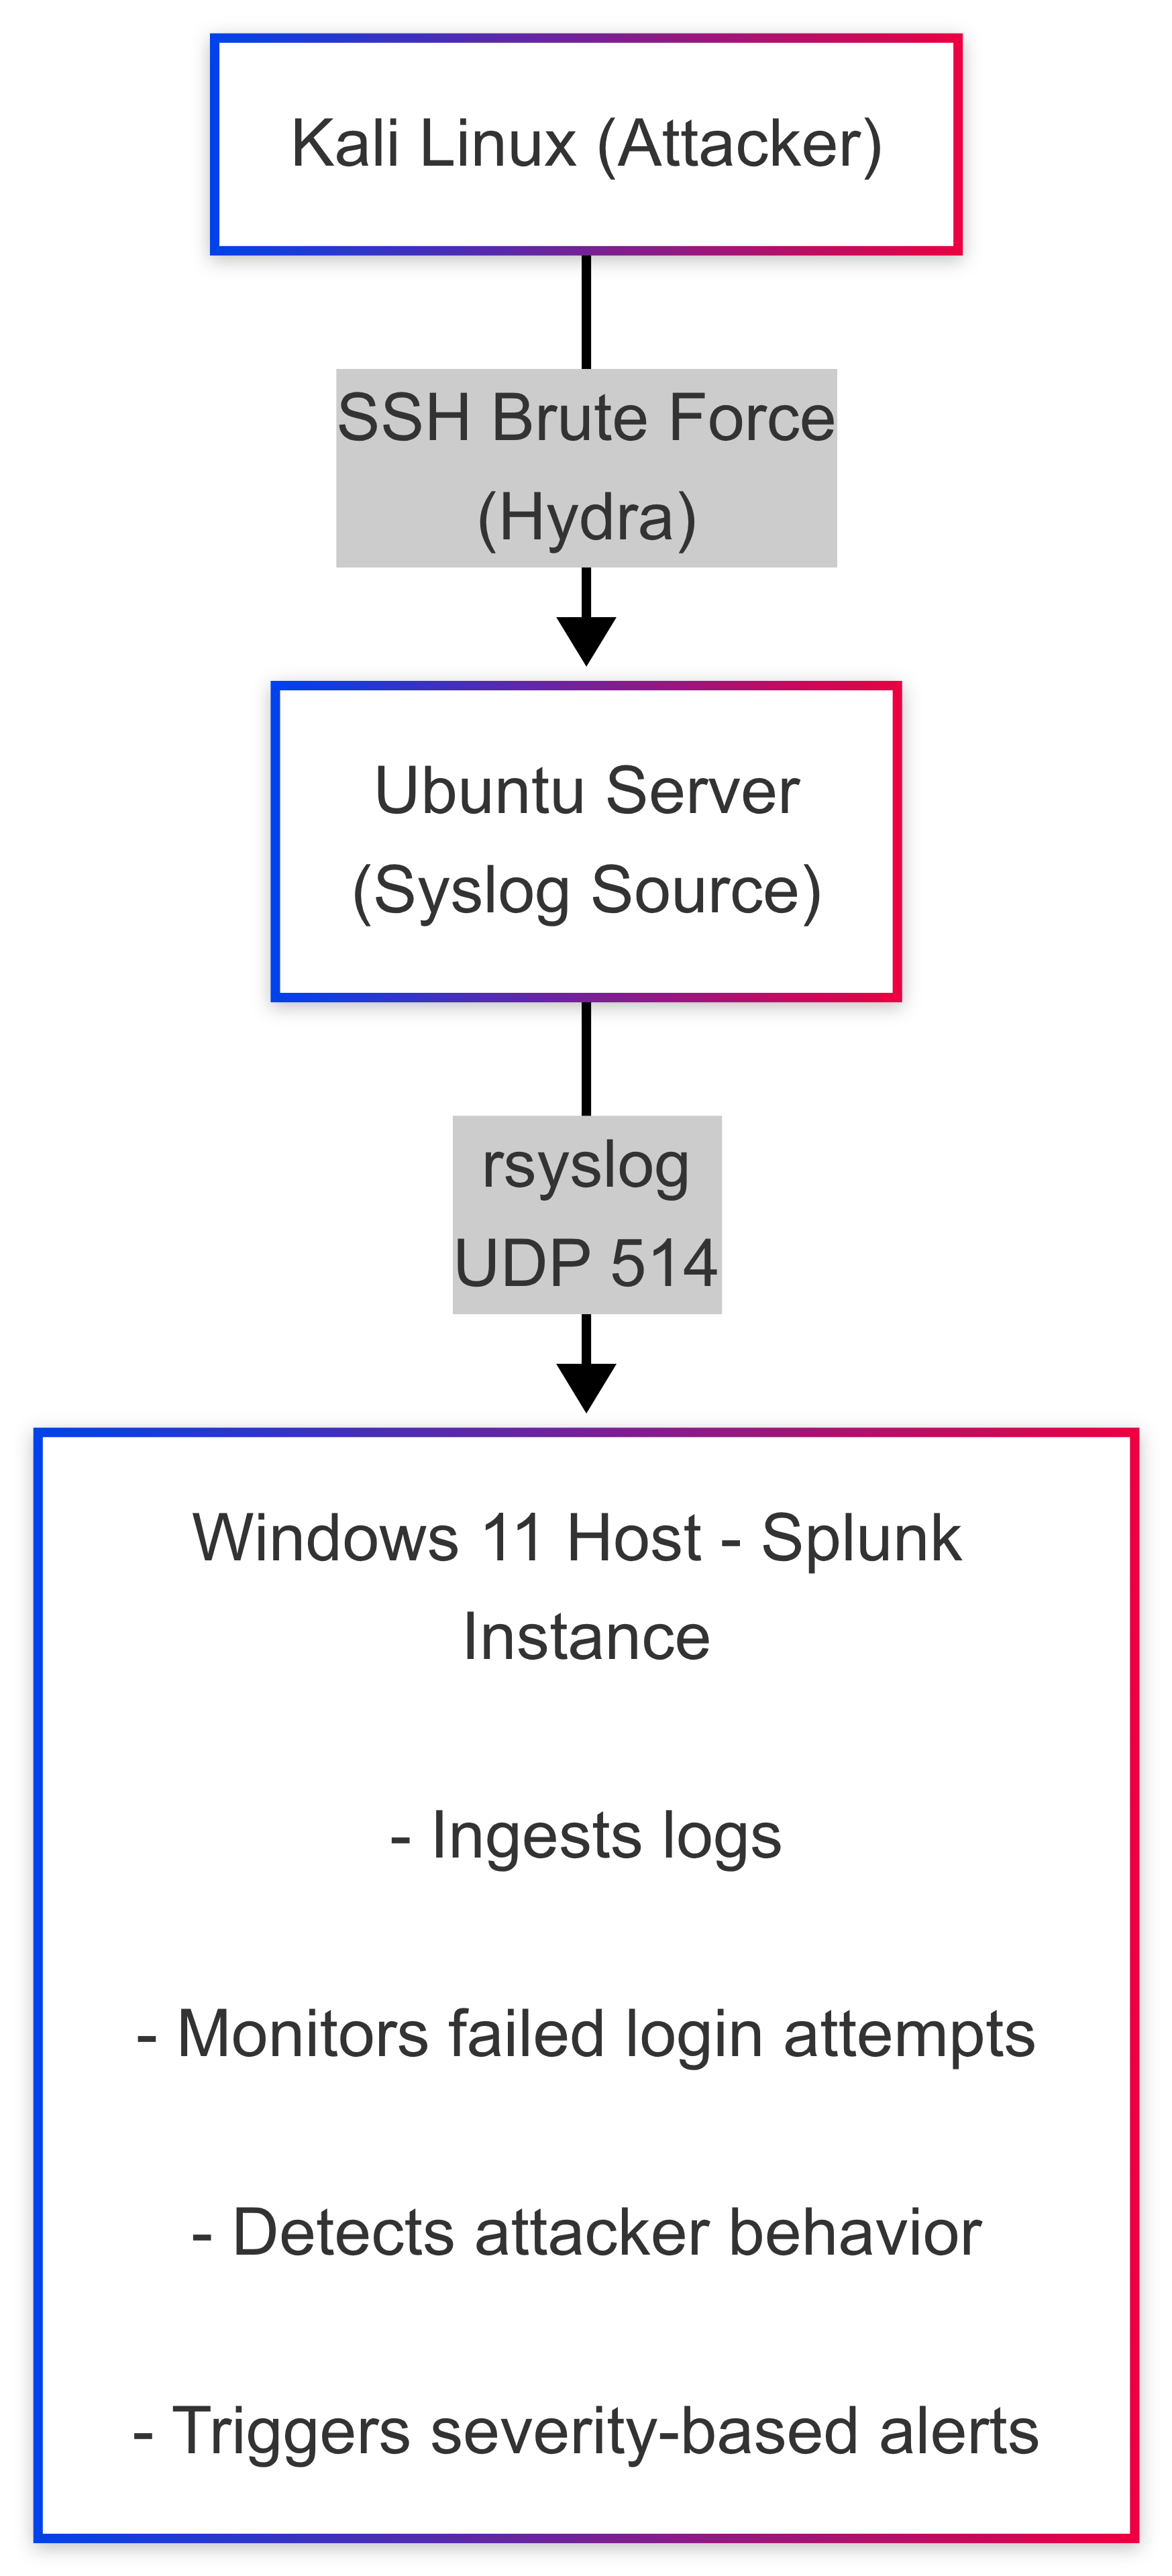 Kali Linux (Attacker)
SSH Brute Force
(Hydra)
Ubuntu Server
(Syslog Source)
rsyslog
UDP 514
Windows 11 Host - Splunk
Instance
- Ingests logs
- Monitors failed login attempts
- Detects attacker behavior
- Triggers severity-based alerts